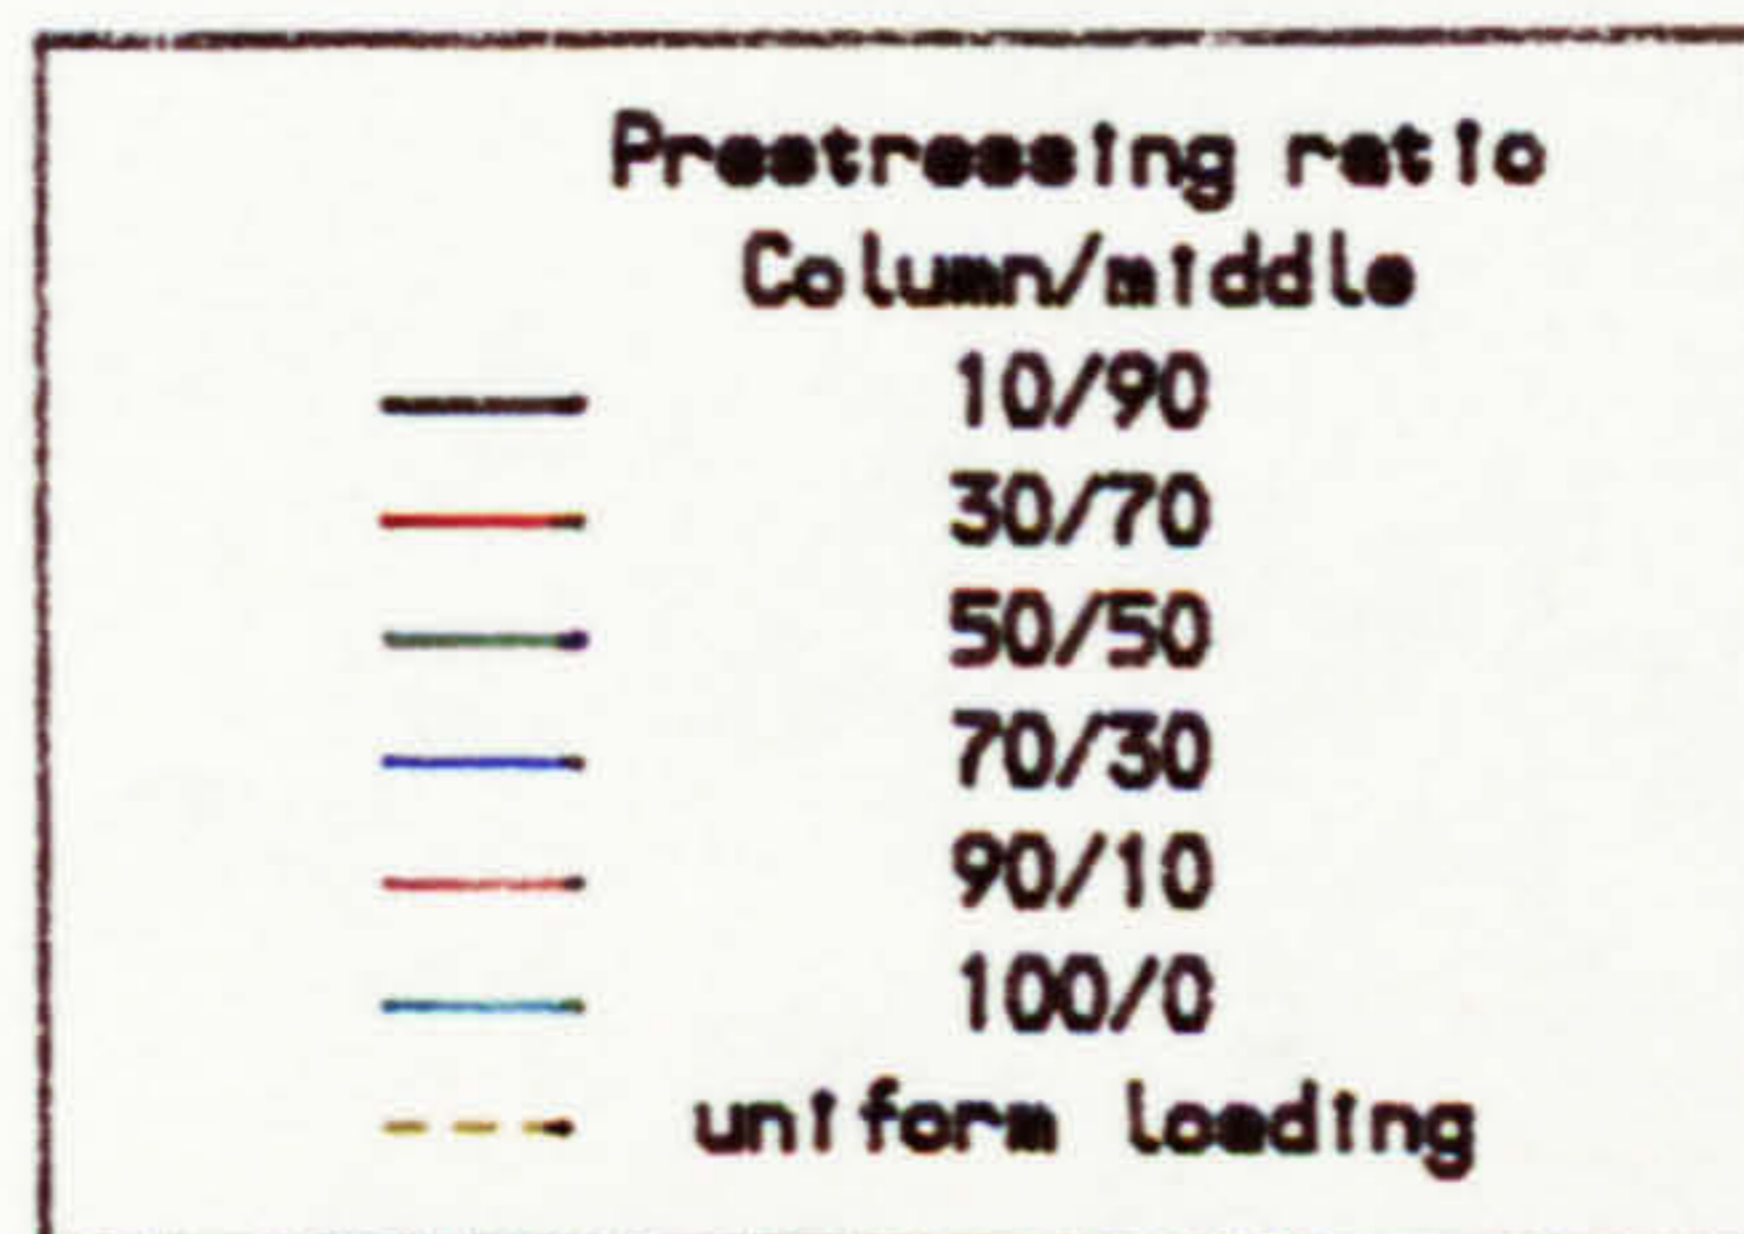 Prestressing ratio
Column/middle
10/90
30/70
50/50
70/30
90/10
100/0
uniform loading